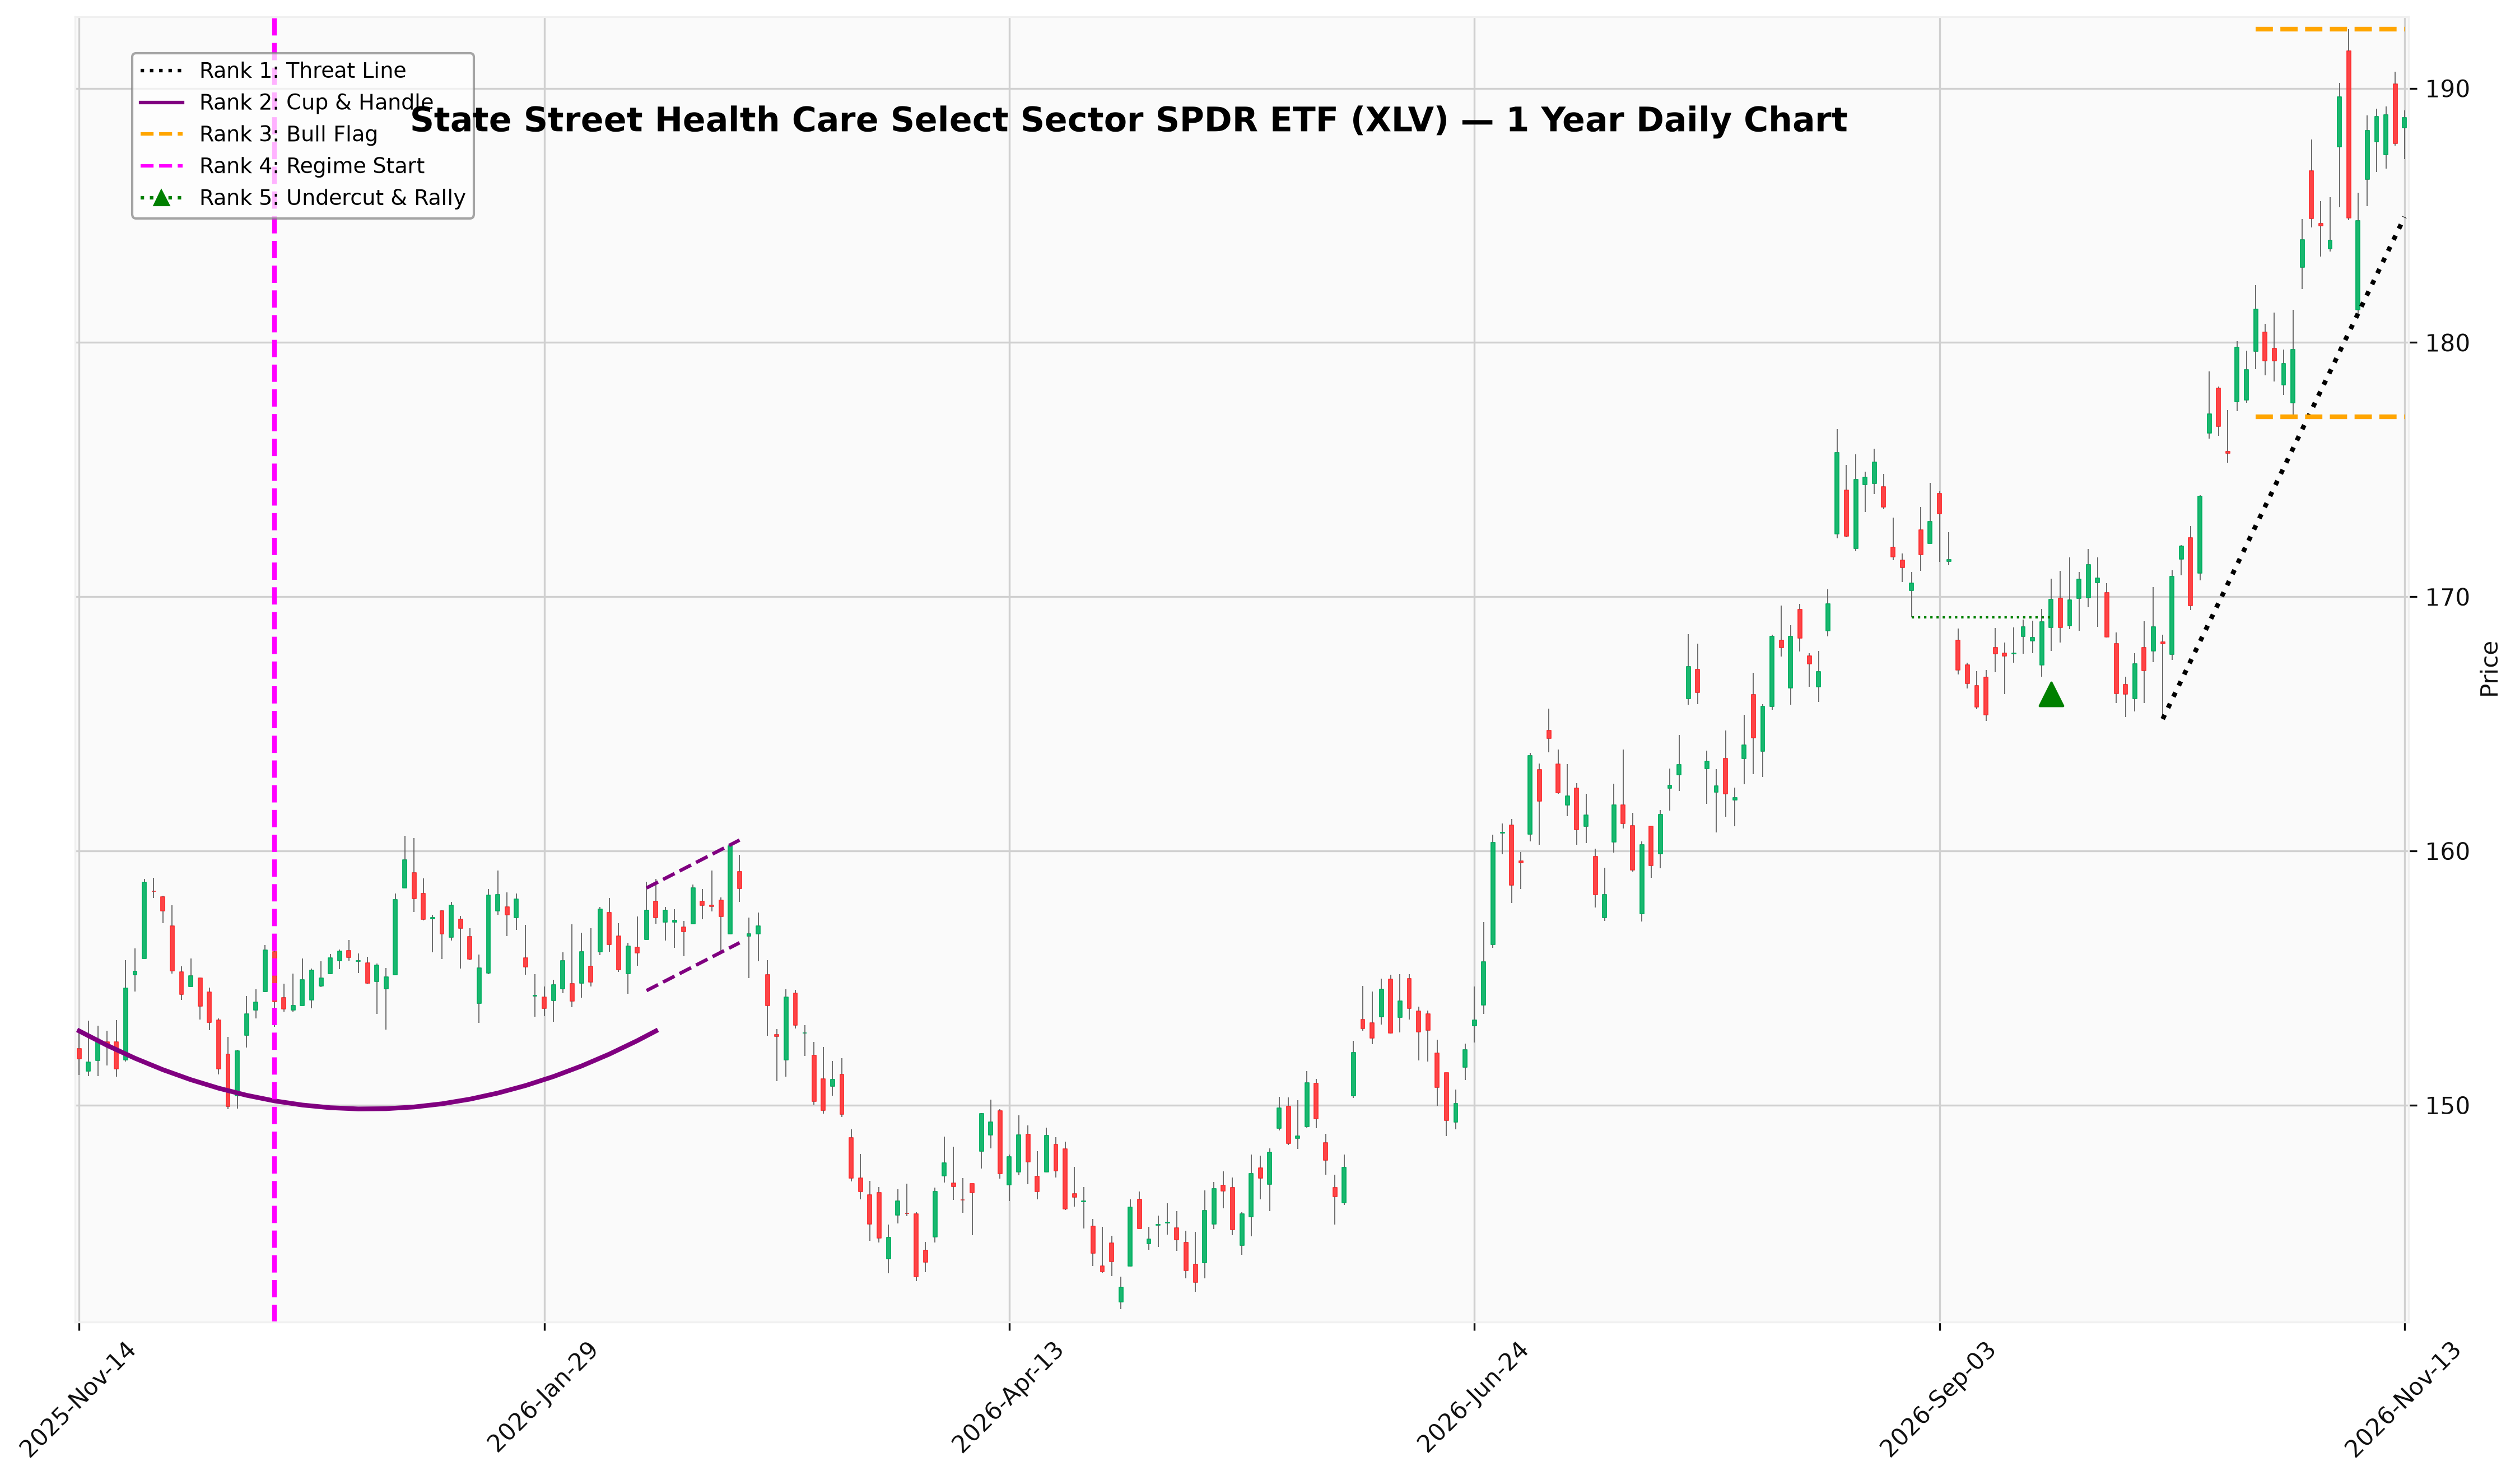 State Street Health Care Select Sector SPDR ETF (XLV) — 1 Year Daily Chart
Rank 1: Threat Line
Rank 2: Cup & Handle
Rank 3: Bull Flag
Rank 4: Regime Start
Rank 5: Undercut & Rally
190
180
170
160
150
Price
2025-Nov-14
2026-Jan-29
2026-Apr-13
2026-Jun-24
2026-Sep-03
2026-Nov-13